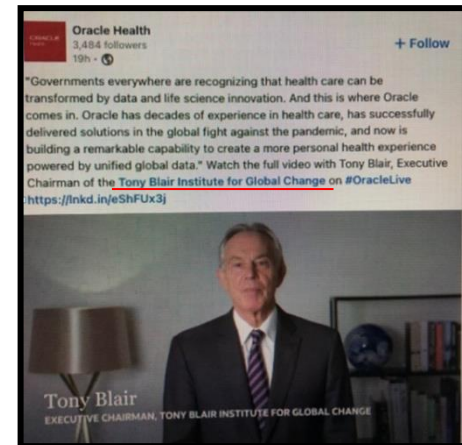 ORACLE
Health
Oracle Health
3,484 followers
19h •
+ Follow
"Governments everywhere are recognizing that health care can be
transformed by data and life science innovation. And this is where Oracle
comes in. Oracle has decades of experience in health care, has successfully
delivered solutions in the global fight against the pandemic, and now is
building a remarkable capability to create a more personal health experience
powered by unified global data." Watch the full video with Tony Blair, Executive
Chairman of the Tony Blair Institute for Global Change on #OracleLive
https://lnkd.in/eShFUx3j
Tony Blair
EXECUTIVE CHAIRMAN, TONY BLAIR INSTITUTE FOR GLOBAL CHANGE